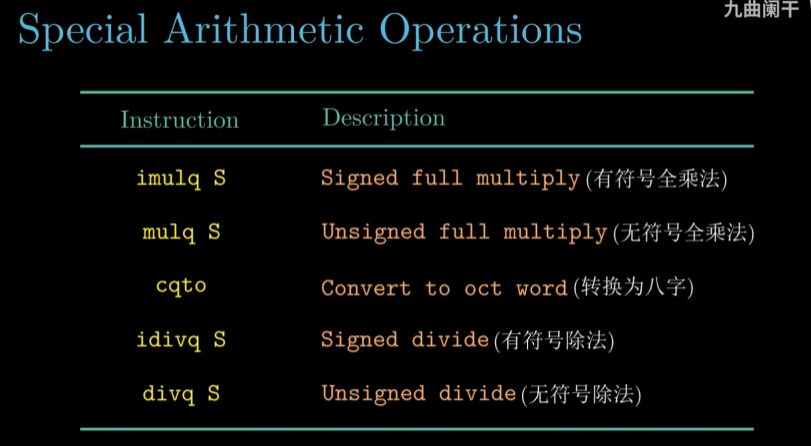 九曲阑干
Special Arithmetic Operations
Instruction Description
imulq S Signed full multiply (有符号全乘法)
mulq S Unsigned full multiply (无符号全乘法)
cqto Convert to oct word (转换为八字)
idivq S Signed divide (有符号除法)
divq S Unsigned divide (无符号除法)